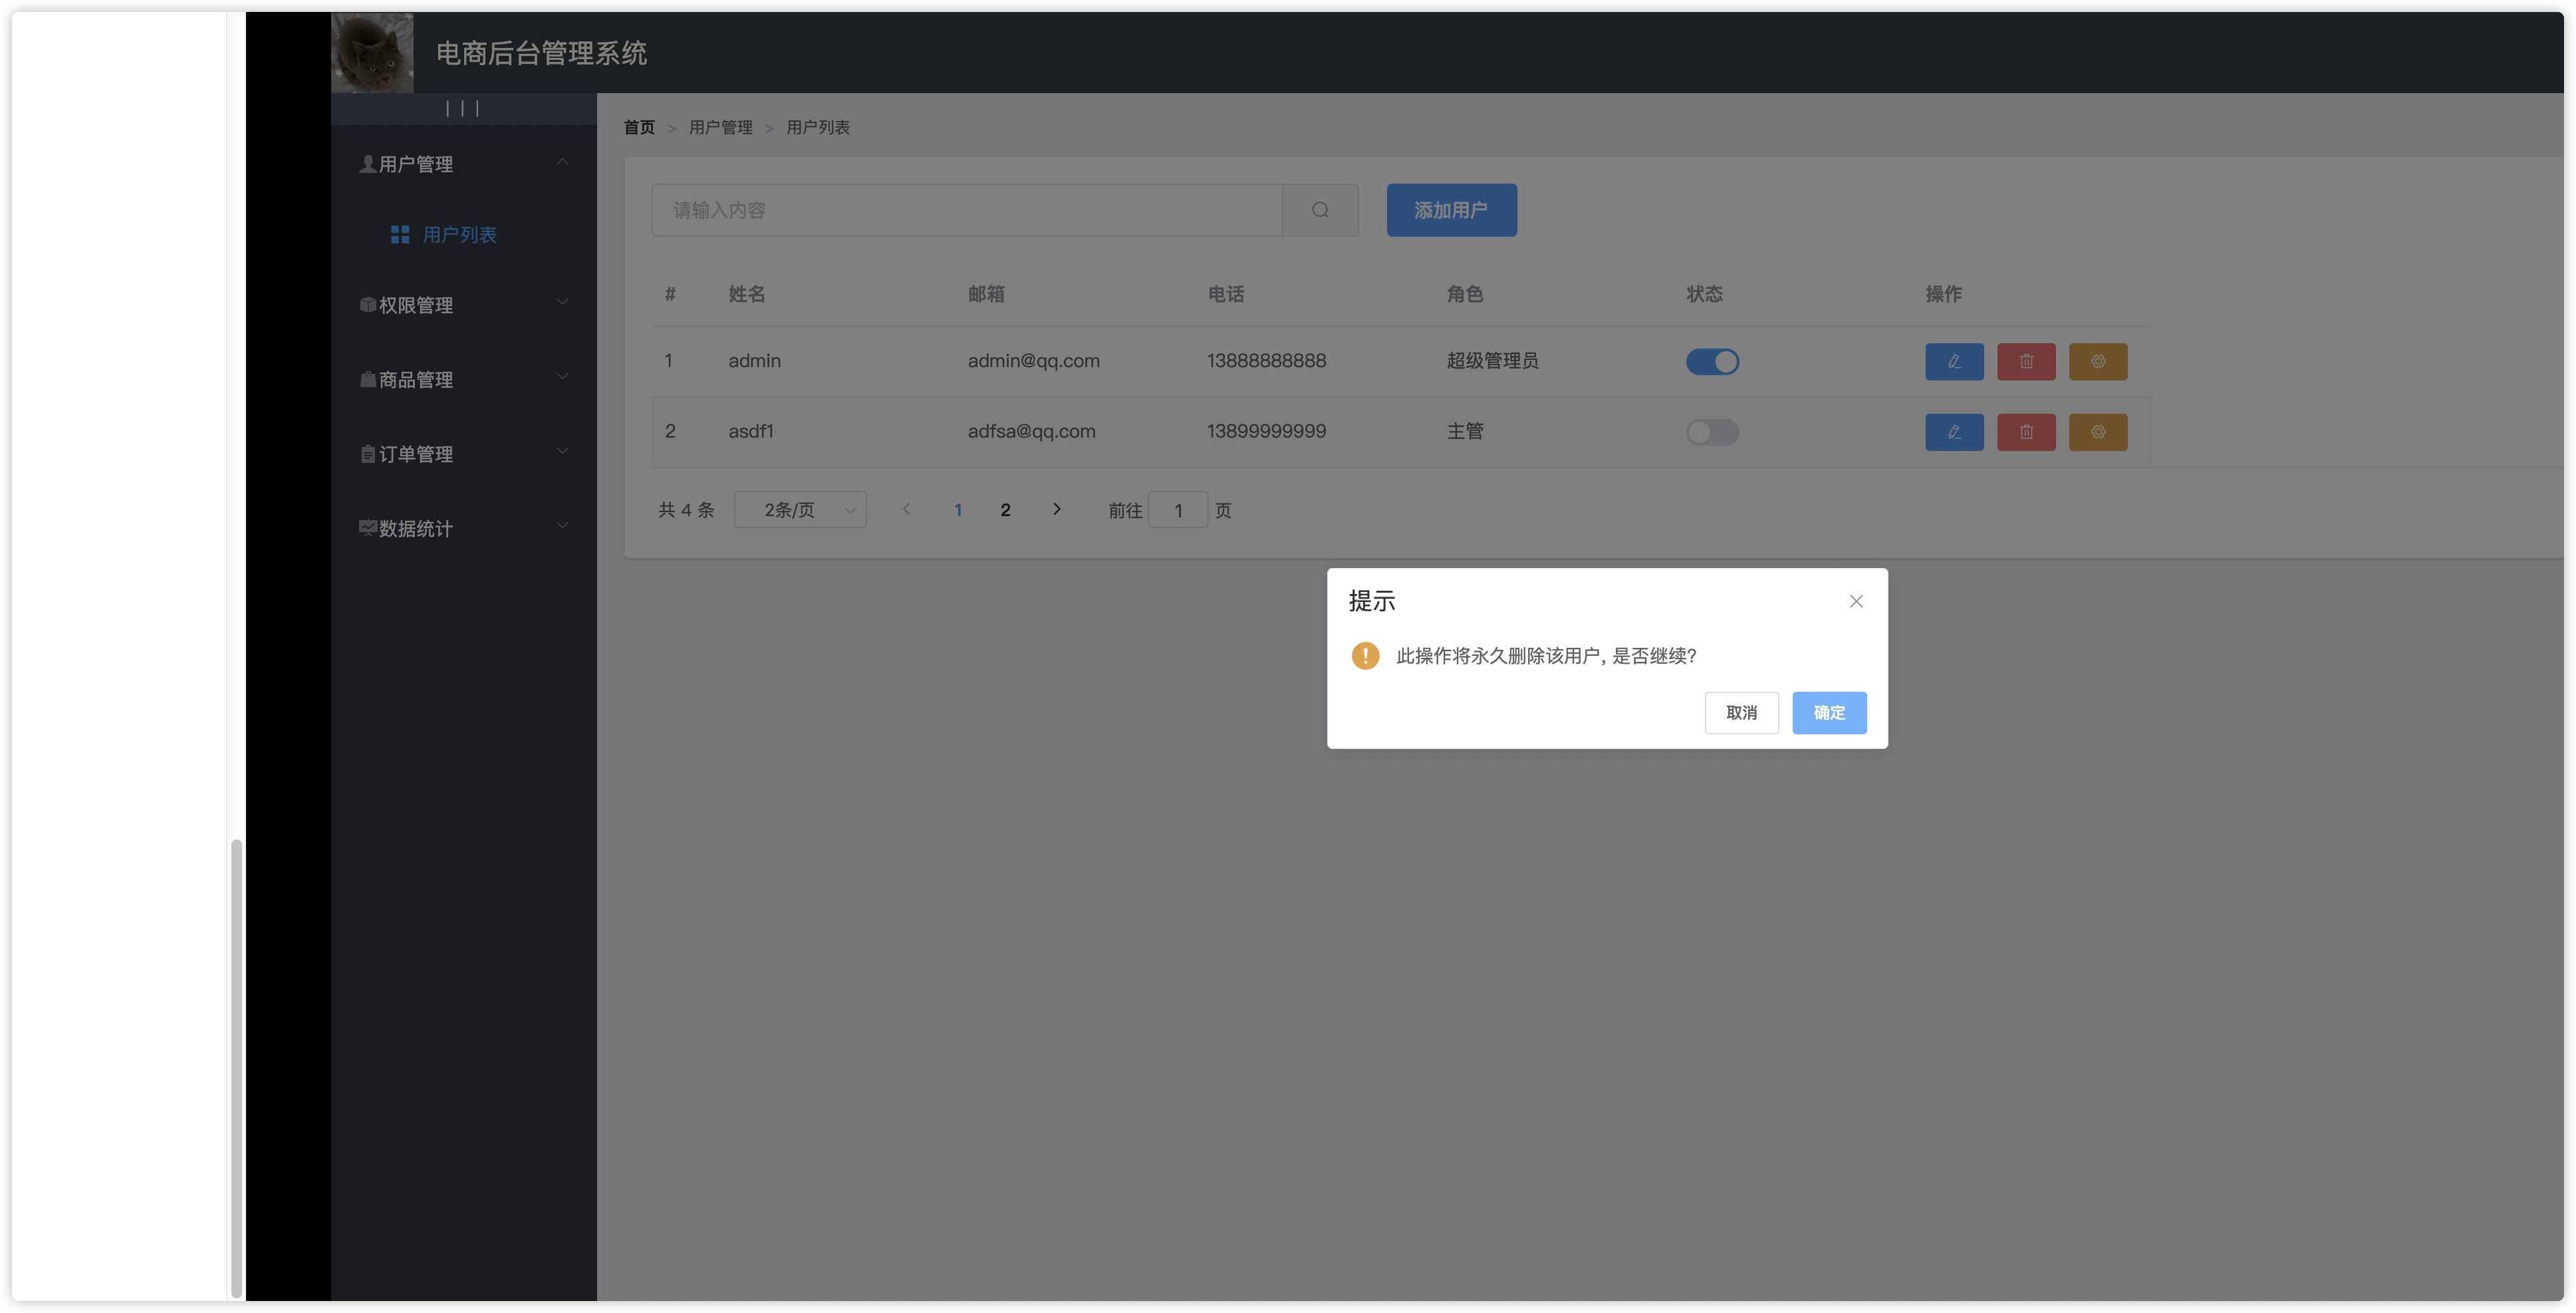 电商后台管理系统
|||
首页 > 用户管理 > 用户列表
用户管理
用户列表
权限管理
商品管理
订单管理
数据统计
请输入内容
添加用户
# 姓名 邮箱 电话 角色 状态 操作
1 admin admin@qq.com 13888888888 超级管理员
2 asdf1 adfsa@qq.com 13899999999 主管
共 4 条 2条/页 1 2 前往 1 页
提示
此操作将永久删除该用户, 是否继续?
取消 确定